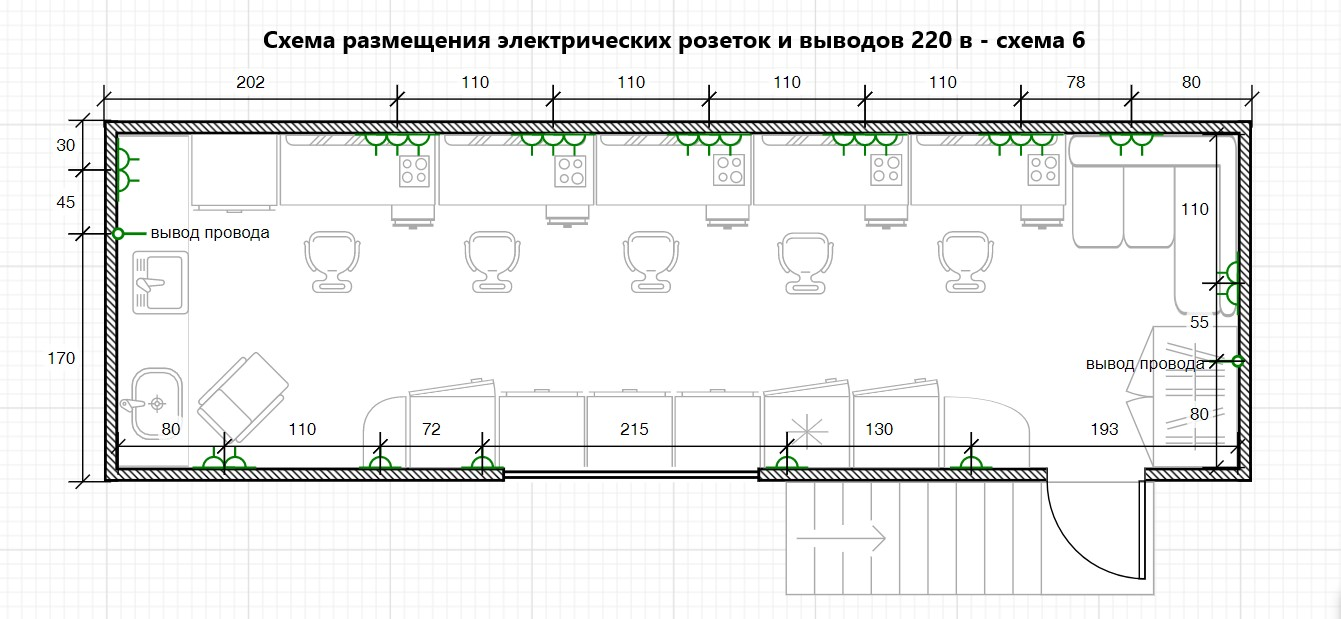 Схема размещения электрических розеток и выводов 220 в - схема 6
202 110 110 110 110 78 80
30
45
110
вывод провода
55
170
вывод провода
80
80 110 72 215 130 193